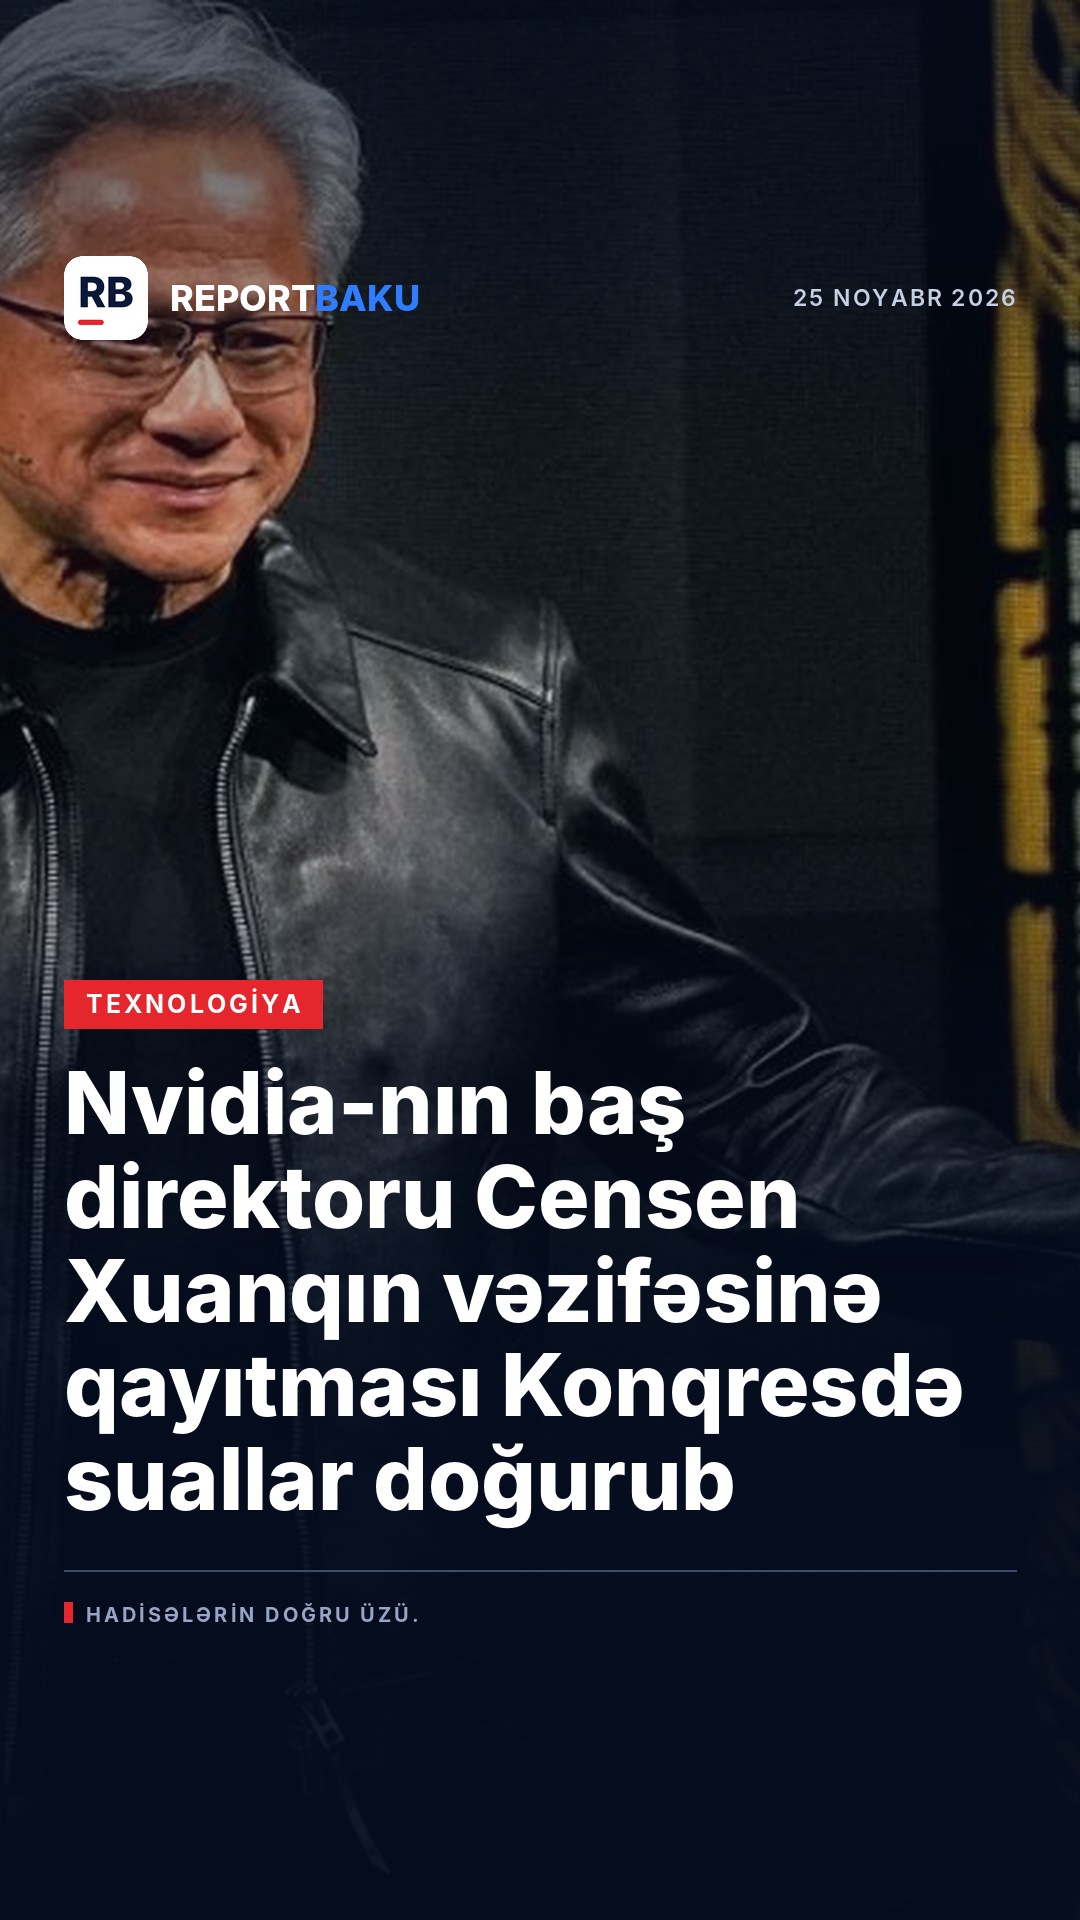 RB
REPORTBAKU
25 NOYABR 2026
TEXNOLOGİYA
Nvidia-nın baş
direktoru Censen
Xuanqın vəzifəsinə
qayıtması Konqresdə
suallar doğurub
HADİSƏLƏRİN DOĞRU ÜZÜ.